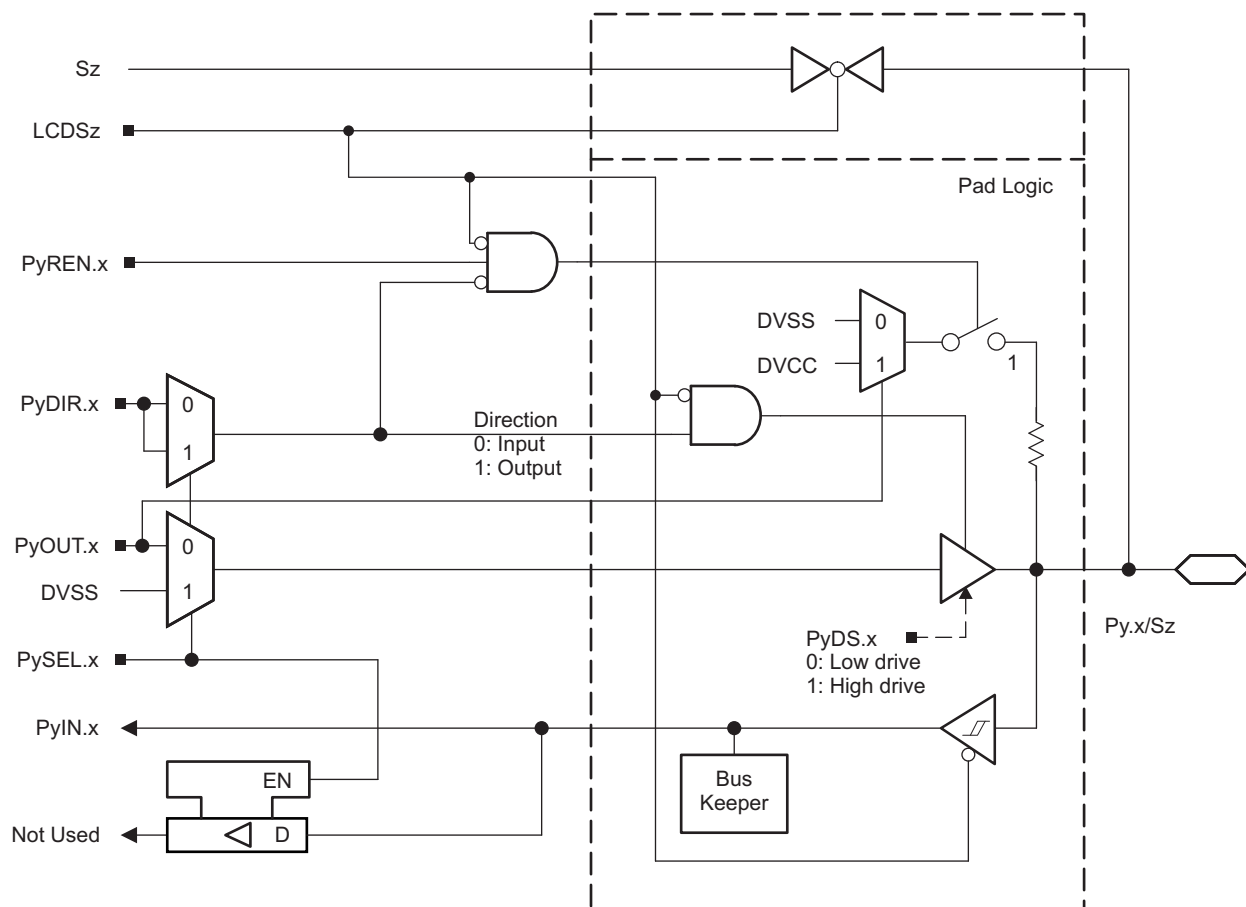 Sz
LCDSz
Pad Logic
PyREN.x
DVSS
0
DVCC
1
1
PyDIR.x
0
1
Direction
0: Input
1: Output
PyOUT.x
0
DVSS
1
PyDS.x
0: Low drive
1: High drive
Py.x/Sz
PySEL.x
PyIN.x
EN
Bus
Keeper
Not Used
D